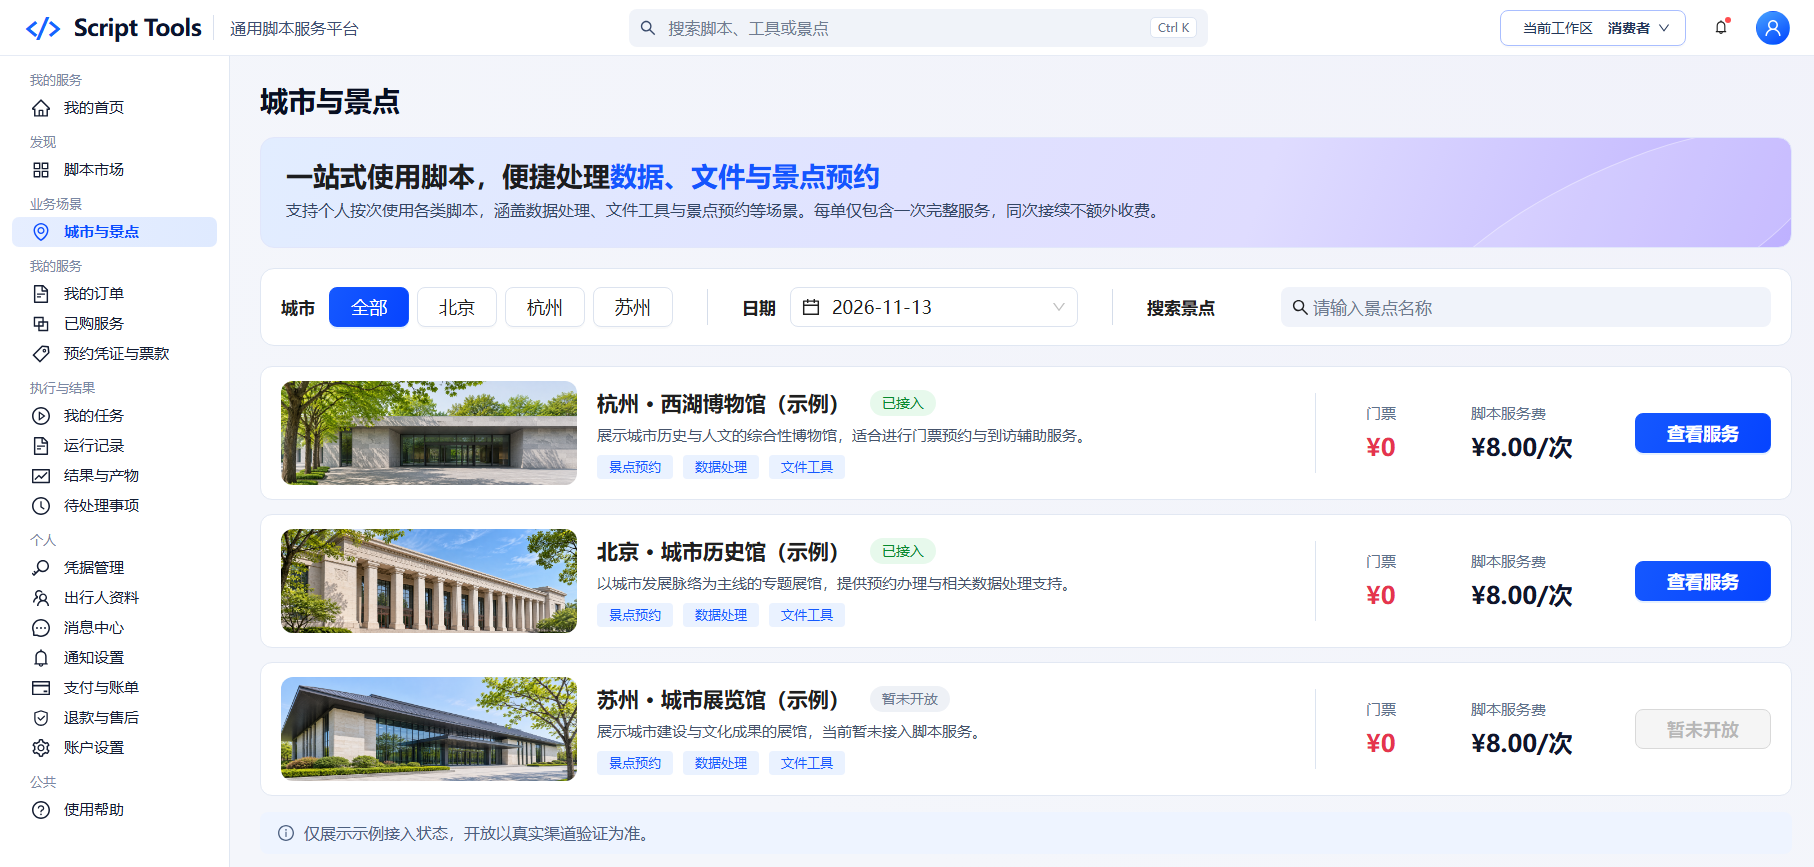 Script Tools
通用脚本服务平台
搜索脚本、工具或景点
Ctrl K
当前工作区 消费者
我的服务
我的首页
发现
脚本市场
业务场景
城市与景点
我的服务
我的订单
已购服务
预约凭证与票款
执行与结果
我的任务
运行记录
结果与产物
待处理事项
个人
凭据管理
出行人资料
消息中心
通知设置
支付与账单
退款与售后
账户设置
公共
使用帮助
城市与景点
一站式使用脚本，便捷处理数据、文件与景点预约
支持个人按次使用各类脚本，涵盖数据处理、文件工具与景点预约等场景。每单仅包含一次完整服务，同次接续不额外收费。
城市 全部 北京 杭州 苏州 日期 2026-11-13 搜索景点 请输入景点名称
杭州·西湖博物馆（示例） 已接入
展示城市历史与人文的综合性博物馆，适合进行门票预约与到访辅助服务。
景点预约 数据处理 文件工具
门票 脚本服务费
¥0 ¥8.00/次
查看服务
北京·城市历史馆（示例） 已接入
以城市发展脉络为主线的专题展馆，提供预约办理与相关数据处理支持。
景点预约 数据处理 文件工具
门票 脚本服务费
¥0 ¥8.00/次
查看服务
苏州·城市展览馆（示例） 暂未开放
展示城市建设与文化成果的展馆，当前暂未接入脚本服务。
景点预约 数据处理 文件工具
门票 脚本服务费
¥0 ¥8.00/次
暂未开放
仅展示示例接入状态，开放以真实渠道验证为准。